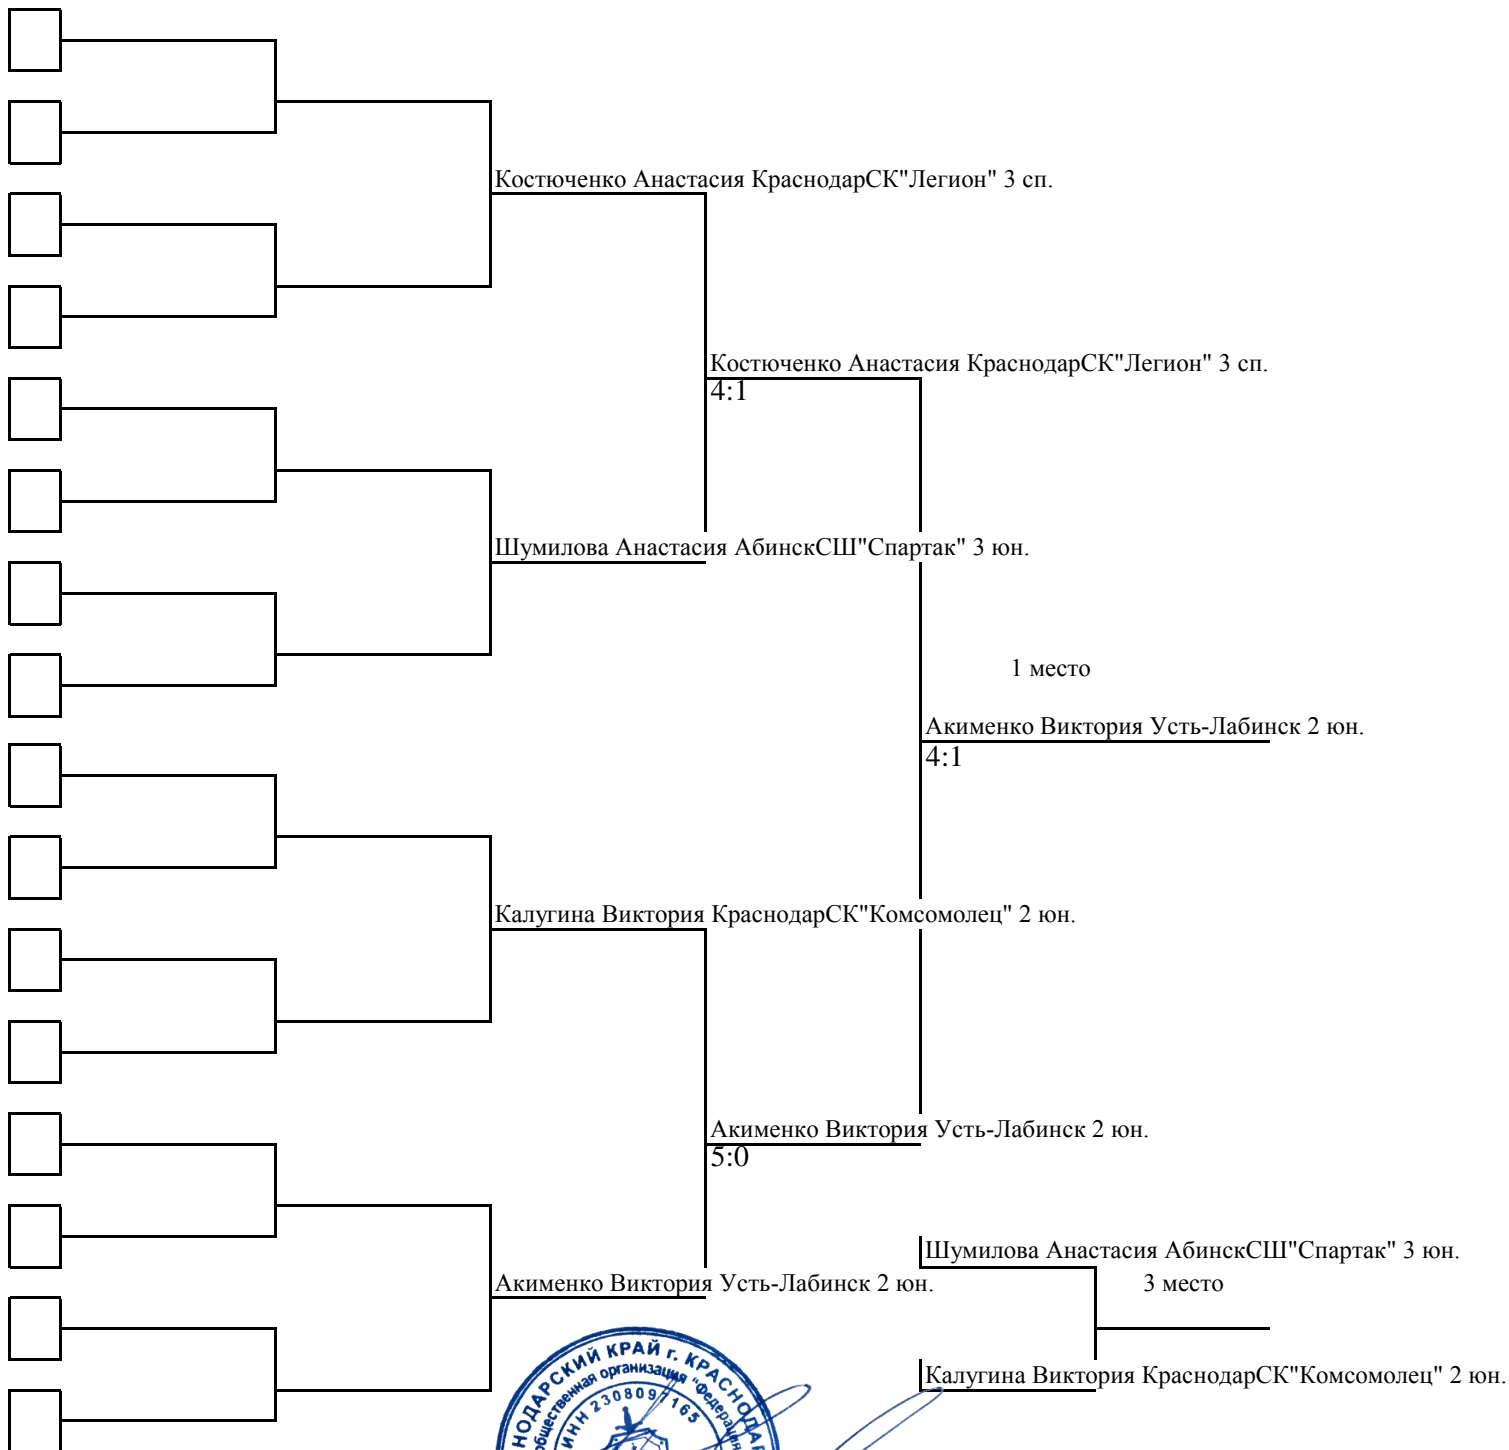 Костюченко Анастасия КраснодарСК"Легион" 3 сп.
Костюченко Анастасия КраснодарСК"Легион" 3 сп.
4:1
Шумилова Анастасия АбинскСШ"Спартак" 3 юн.
1 место
Акименко Виктория Усть-Лабинск 2 юн.
4:1
Калугина Виктория КраснодарСК"Комсомолец" 2 юн.
Акименко Виктория Усть-Лабинск 2 юн.
5:0
Шумилова Анастасия АбинскСШ"Спартак" 3 юн.
Акименко Виктория Усть-Лабинск 2 юн.
3 место
Калугина Виктория КраснодарСК"Комсомолец" 2 юн.
НОДАРСКИЙ КРАЙ г. КРАСНОДАР
общественная организация "Федерация
ИНН